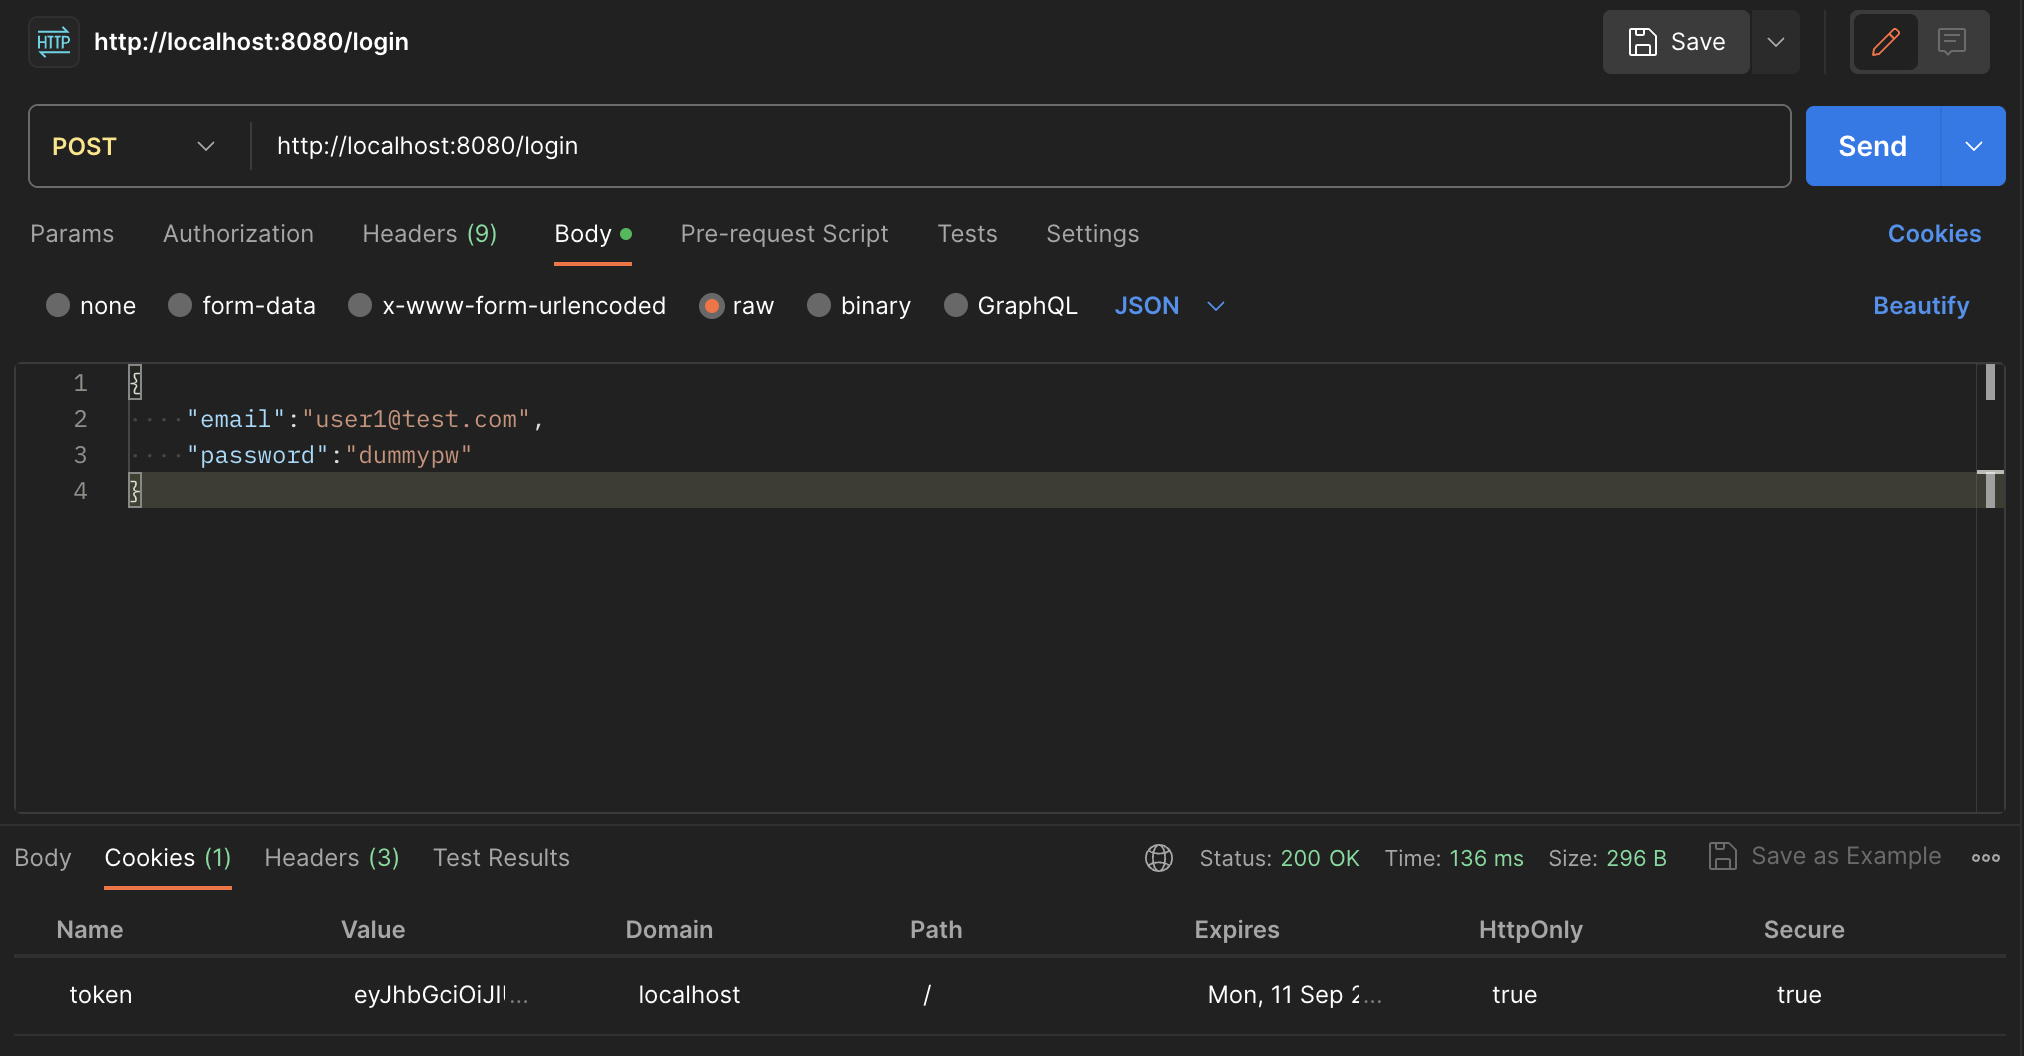 HTTP http://localhost:8080/login Save
POST http://localhost:8080/login Send
Params Authorization Headers (9) Body Pre-request Script Tests Settings Cookies
none form-data x-www-form-urlencoded raw binary GraphQL JSON Beautify
1 {
2 ····"email":"user1@test.com",
3 ····"password":"dummypw"
4 }
Body Cookies (1) Headers (3) Test Results Status: 200 OK Time: 136 ms Size: 296 B Save as Example
Name Value Domain Path Expires HttpOnly Secure
token eyJhbGciOiJI... localhost / Mon, 11 Sep 2... true true